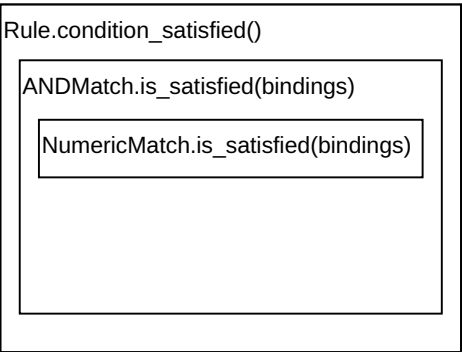 Rule.condition_satisfied()
ANDMatch.is_satisfied(bindings)
NumericMatch.is_satisfied(bindings)